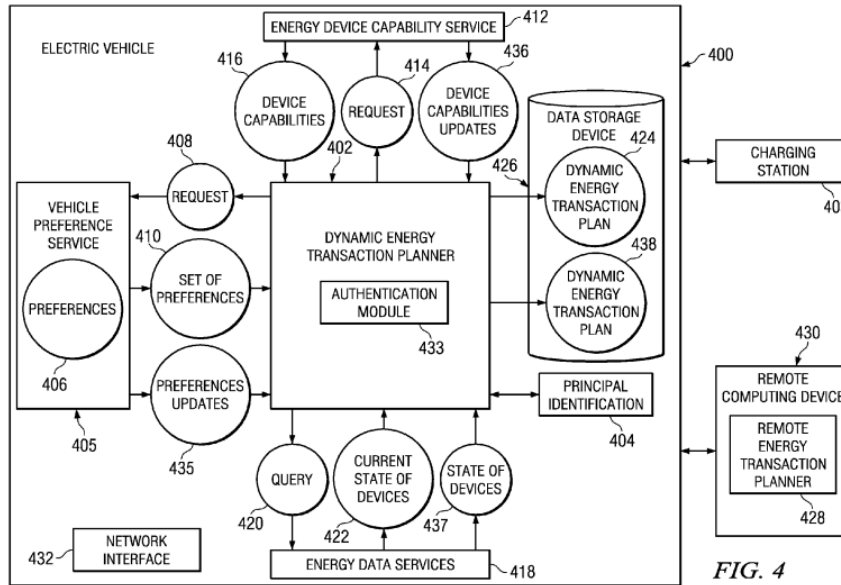 ENERGY DEVICE CAPABILITY SERVICE
412
ELECTRIC VEHICLE
416
414
436
400
DEVICE
CAPABILITIES
REQUEST
DEVICE
CAPABILITIES
UPDATES
DATA STORAGE
DEVICE
408
402
426
424
CHARGING
STATION
REQUEST
DYNAMIC
ENERGY
TRANSACTION
PLAN
VEHICLE
PREFERENCE
SERVICE
410
DYNAMIC ENERGY
TRANSACTION PLANNER
438
PREFERENCES
SET OF
PREFERENCES
AUTHENTICATION
MODULE
433
DYNAMIC
ENERGY
TRANSACTION
PLAN
406
430
PREFERENCES
UPDATES
PRINCIPAL
IDENTIFICATION
404
REMOTE
COMPUTING DEVICE
405
435
QUERY
CURRENT
STATE OF
DEVICES
STATE OF
DEVICES
REMOTE
ENERGY
TRANSACTION
PLANNER
420
422
437
428
432
NETWORK
INTERFACE
ENERGY DATA SERVICES
418
FIG. 4